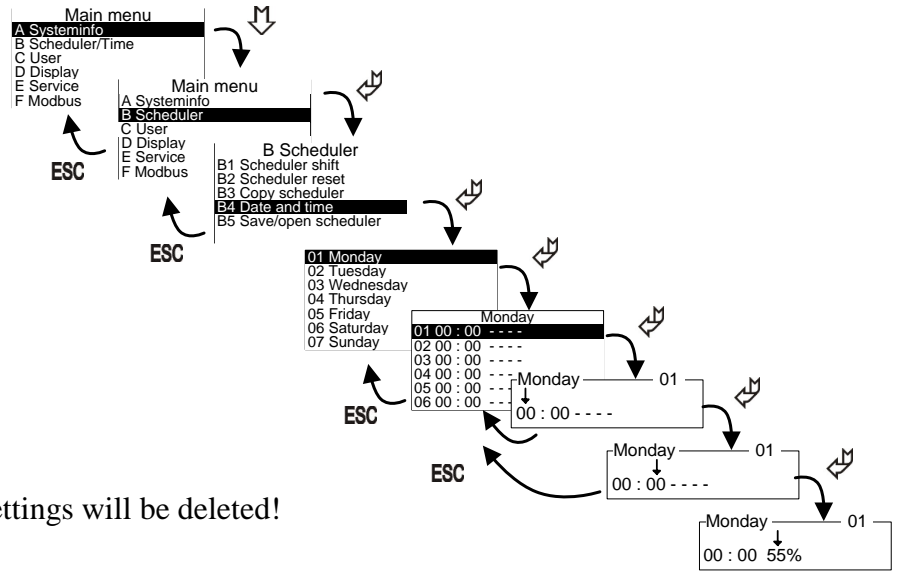 Main menu
A Systeminfo
B Scheduler/Time
C User
D Display
E Service
F Modbus
ESC
Main menu
A Systeminfo
B Scheduler
C User
D Display
E Service
F Modbus
ESC
B Scheduler
B1 Scheduler shift
B2 Scheduler reset
B3 Copy scheduler
B4 Date and time
B5 Save/open scheduler
01 Monday
02 Tuesday
03 Wednesday
04 Thursday
05 Friday
06 Saturday
07 Sunday
ESC
Monday
01 00 : 00 - - - -
02 00 : 00 - - - -
03 00 : 00 - - - -
04 00 : 00 - - - -
05 00 : 00 - - -
06 00 : 00 - - -
Monday 01
00 : 00 - - - -
ESC
Monday 01
00 : 00 - - - -
Monday 01
00 : 00 55%
ettings will be deleted!